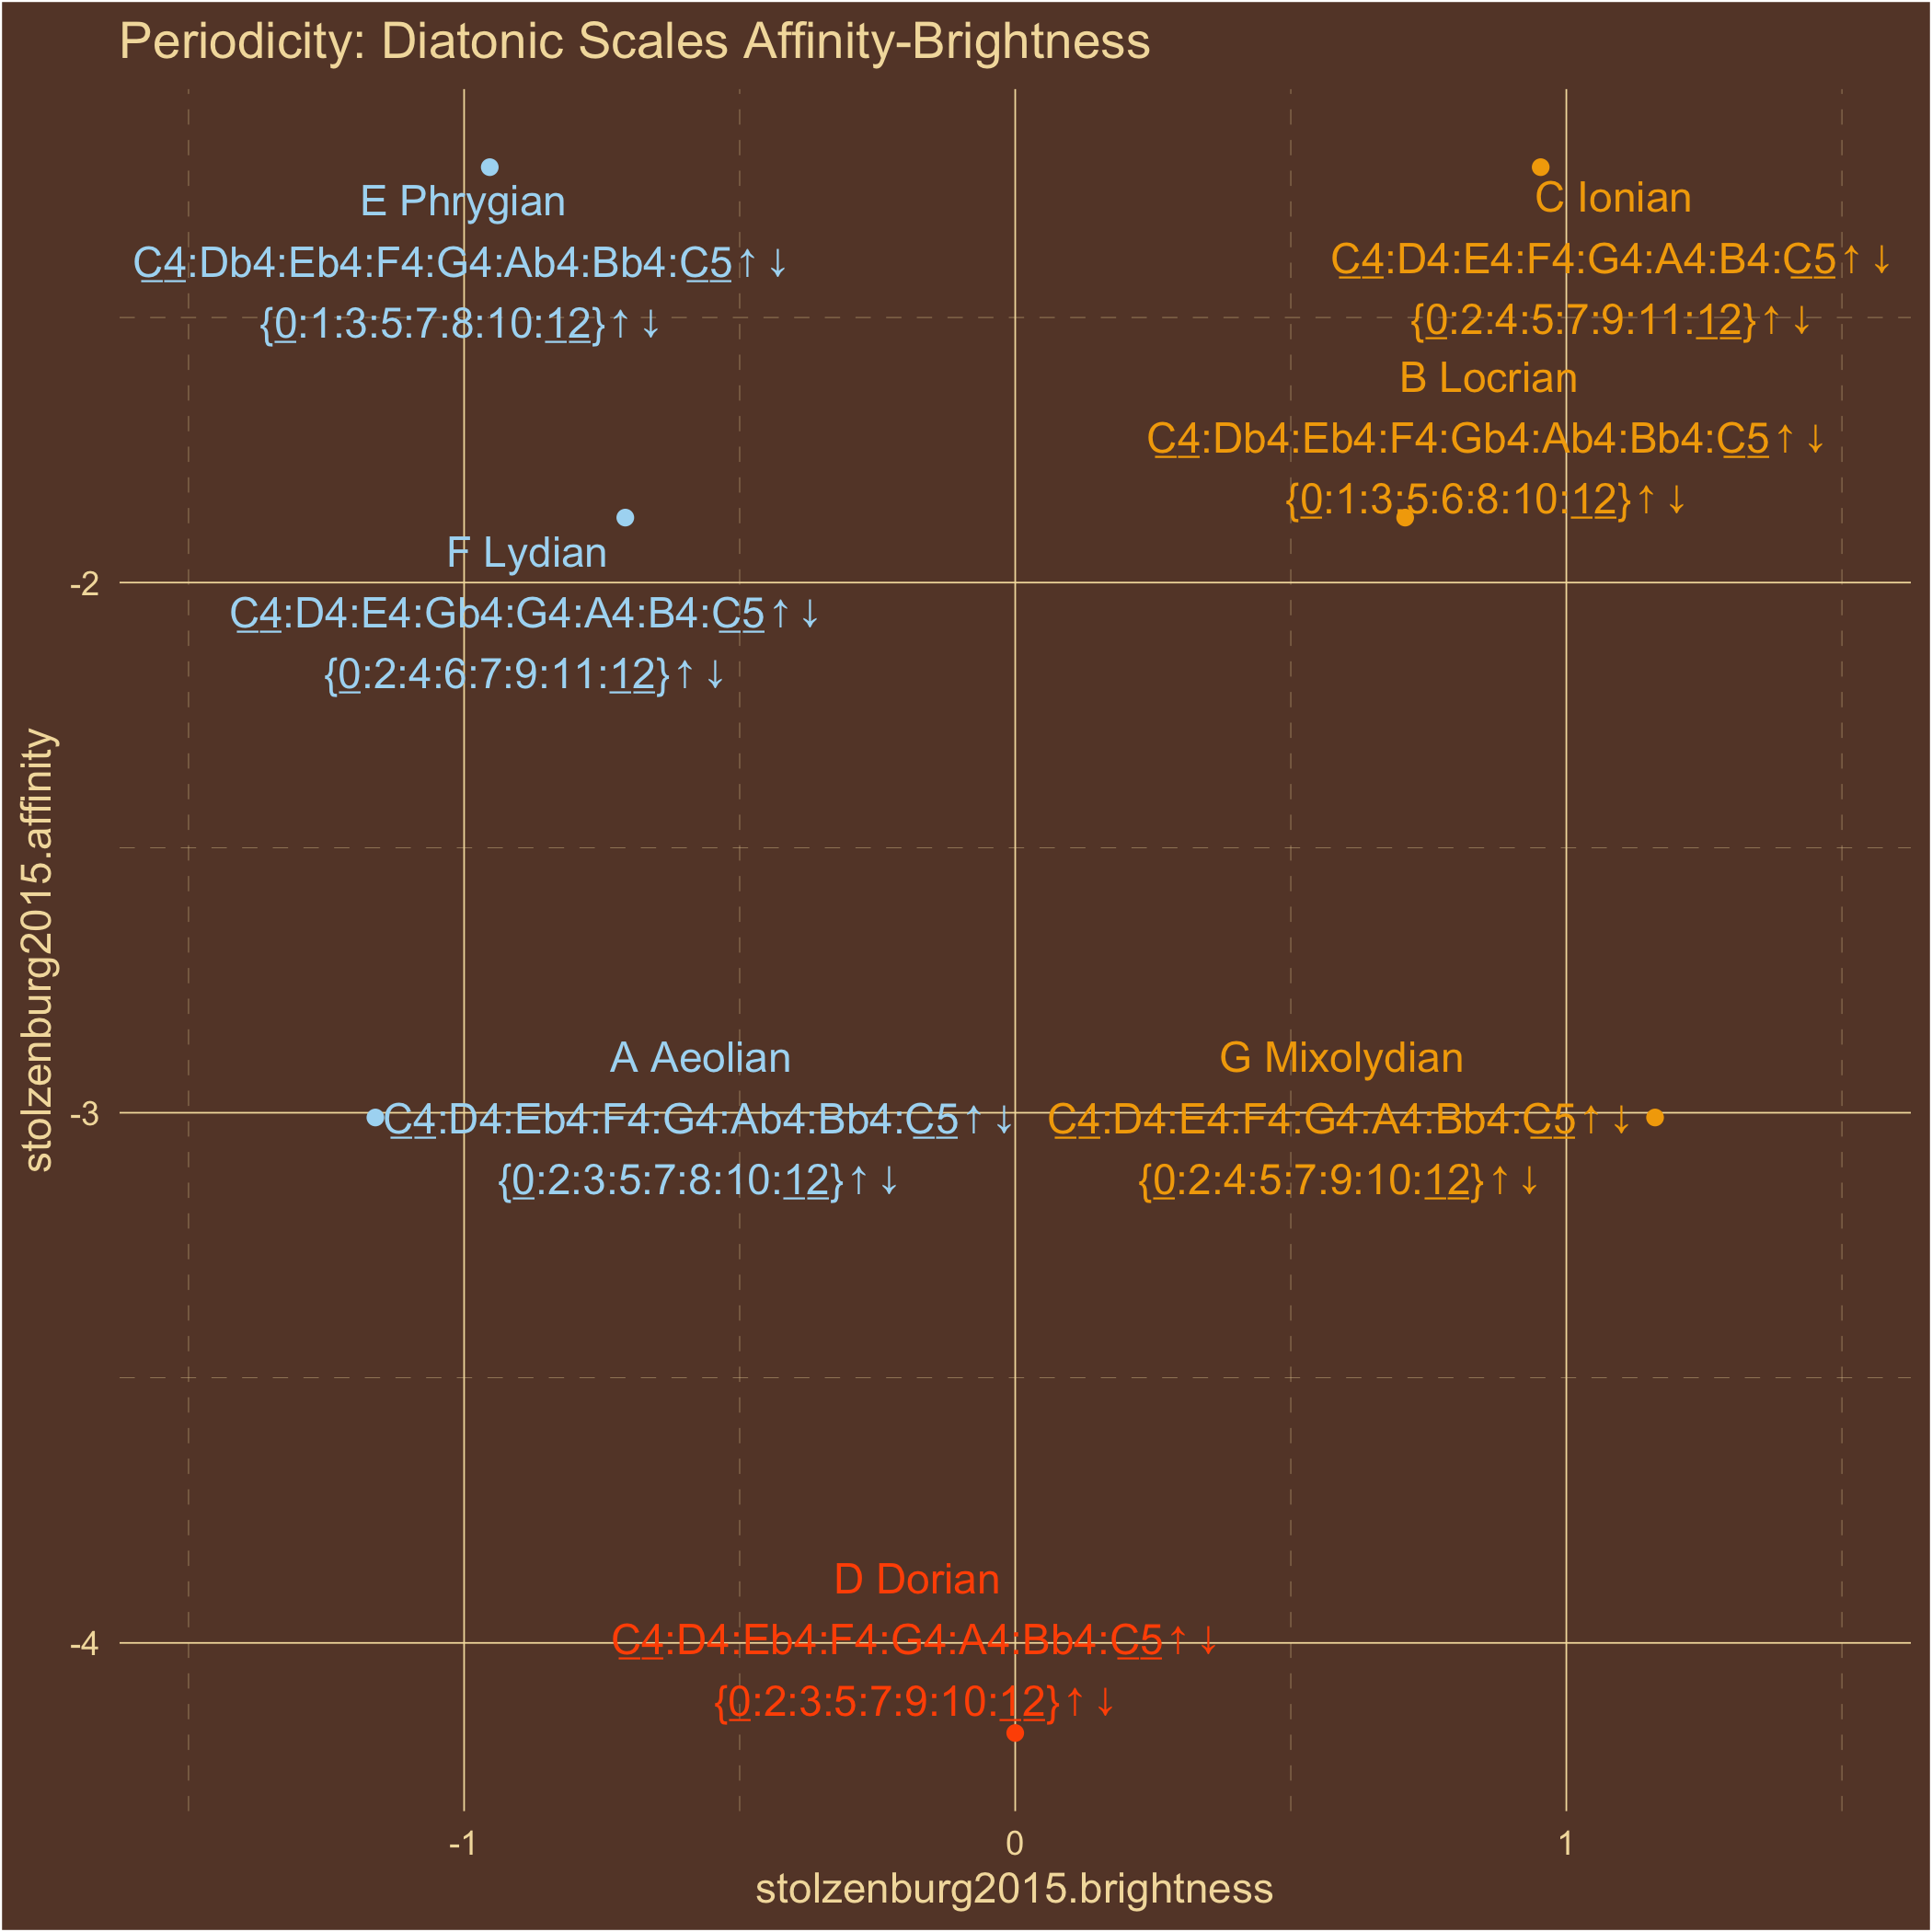 Periodicity: Diatonic Scales Affinity-Brightness
E Phrygian
C4:Db4:Eb4:F4:G4:Ab4:Bb4:C5↑↓
{0:1:3:5:7:8:10:12}↑↓
C Ionian
C4:D4:E4:F4:G4:A4:B4:C5↑↓
{0:2:4:5:7:9:11:12}↑↓
B Locrian
C4:Db4:Eb4:F4:Gb4:Ab4:Bb4:C5↑↓
{0:1:3:5:6:8:10:12}↑↓
F Lydian
C4:D4:E4:Gb4:G4:A4:B4:C5↑↓
{0:2:4:6:7:9:11:12}↑↓
A Aeolian
C4:D4:Eb4:F4:G4:Ab4:Bb4:C5↑↓
{0:2:3:5:7:8:10:12}↑↓
G Mixolydian
C4:D4:E4:F4:G4:A4:Bb4:C5↑↓
{0:2:4:5:7:9:10:12}↑↓
D Dorian
C4:D4:Eb4:F4:G4:A4:Bb4:C5↑↓
{0:2:3:5:7:9:10:12}↑↓
-2
-3
-4
stolzenburg2015.affinity
-1
0
1
stolzenburg2015.brightness